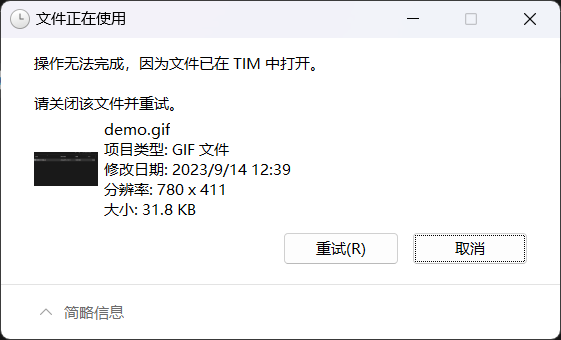 文件正在使用
操作无法完成，因为文件已在 TIM 中打开。
请关闭该文件并重试。
demo.gif
项目类型: GIF 文件
修改日期: 2023/9/14 12:39
分辨率: 780 x 411
大小: 31.8 KB
重试(R) 取消
简略信息